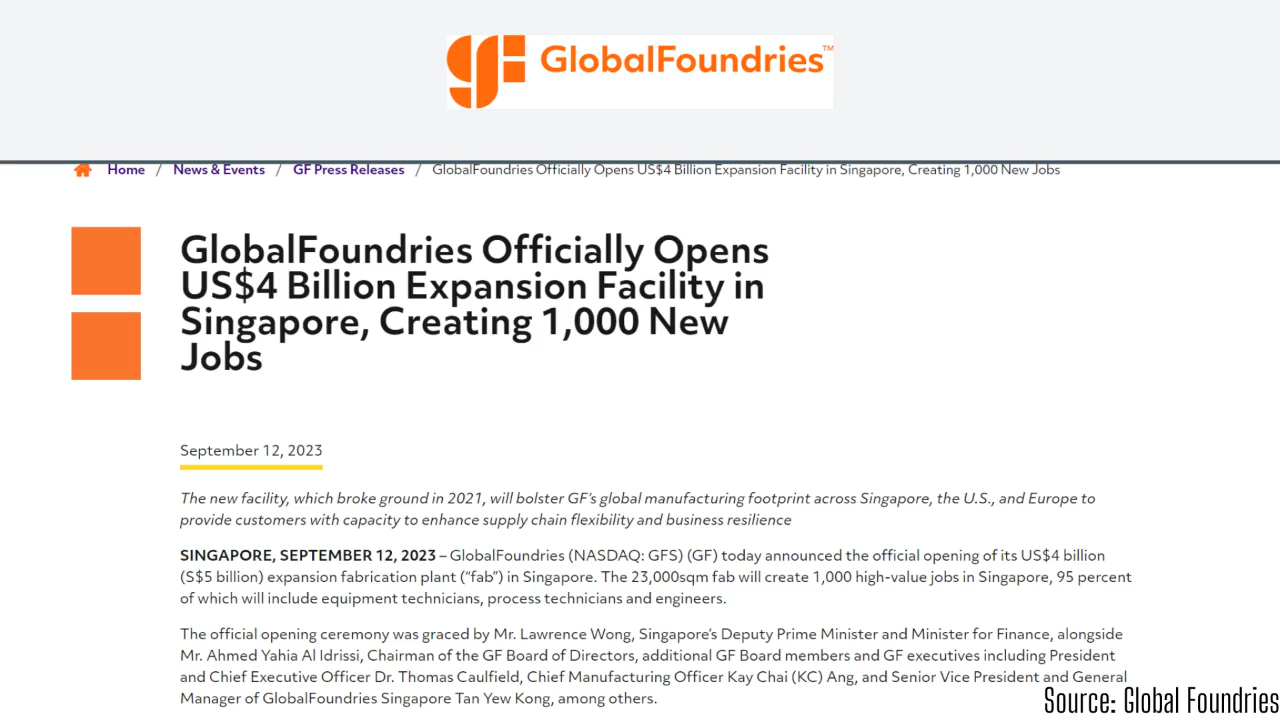 GlobalFoundries™
Home / News & Events / GF Press Releases / GlobalFoundries Officially Opens US$4 Billion Expansion Facility in Singapore, Creating 1,000 New Jobs
GlobalFoundries Officially Opens
US$4 Billion Expansion Facility in
Singapore, Creating 1,000 New
Jobs
September 12, 2023
The new facility, which broke ground in 2021, will bolster GF's global manufacturing footprint across Singapore, the U.S., and Europe to
provide customers with capacity to enhance supply chain flexibility and business resilience
SINGAPORE, SEPTEMBER 12, 2023 – GlobalFoundries (NASDAQ: GFS) (GF) today announced the official opening of its US$4 billion
(S$5 billion) expansion fabrication plant (“fab”) in Singapore. The 23,000sqm fab will create 1,000 high-value jobs in Singapore, 95 percent
of which will include equipment technicians, process technicians and engineers.
The official opening ceremony was graced by Mr. Lawrence Wong, Singapore's Deputy Prime Minister and Minister for Finance, alongside
Mr. Ahmed Yahia Al Idrissi, Chairman of the GF Board of Directors, additional GF Board members and GF executives including President
and Chief Executive Officer Dr. Thomas Caulfield, Chief Manufacturing Officer Kay Chai (KC) Ang, and Senior Vice President and General
Manager of GlobalFoundries Singapore Tan Yew Kong, among others.
Source: Global Foundries